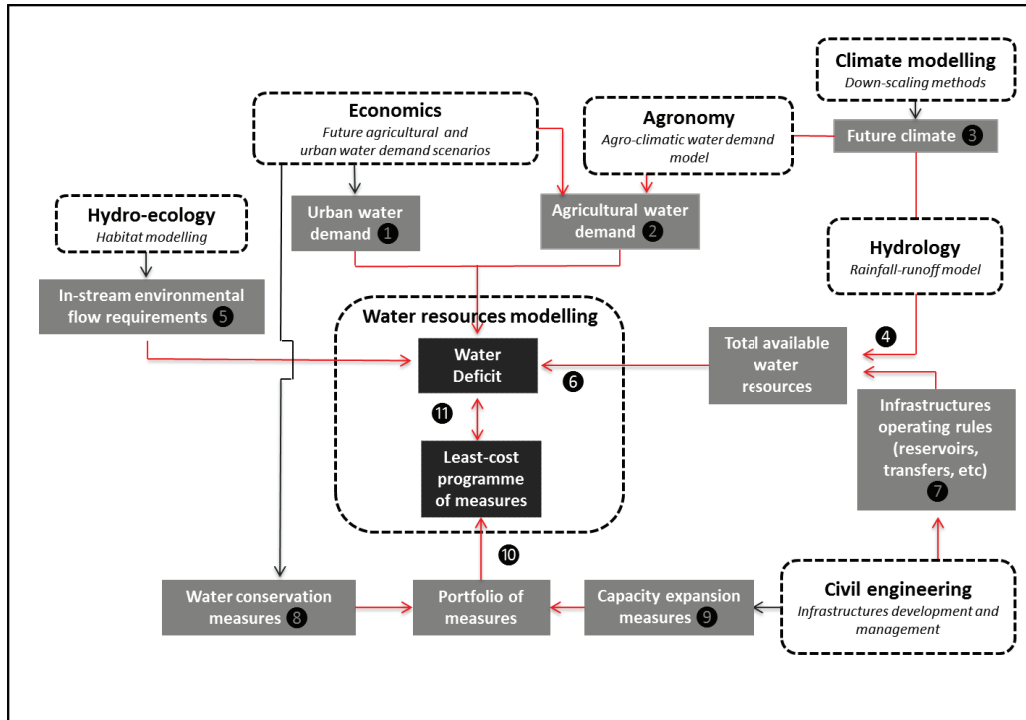 Climate modelling
Down-scaling methods
Economics
Future agricultural and
urban water demand scenarios
Agronomy
Agro-climatic water demand
model
Future climate 3
Hydro-ecology
Habitat modelling
Urban water
demand 1
Agricultural water
demand 2
Hydrology
Rainfall-runoff model
In-stream environmental
flow requirements 5
Water resources modelling
4
Water
Deficit
6
Total available
water
resources
11
Infrastructures
operating rules
(reservoirs,
transfers, etc)
7
Least-cost
programme
of measures
10
Water conservation
measures 8
Portfolio of
measures
Capacity expansion
measures 9
Civil engineering
Infrastructures development and
management